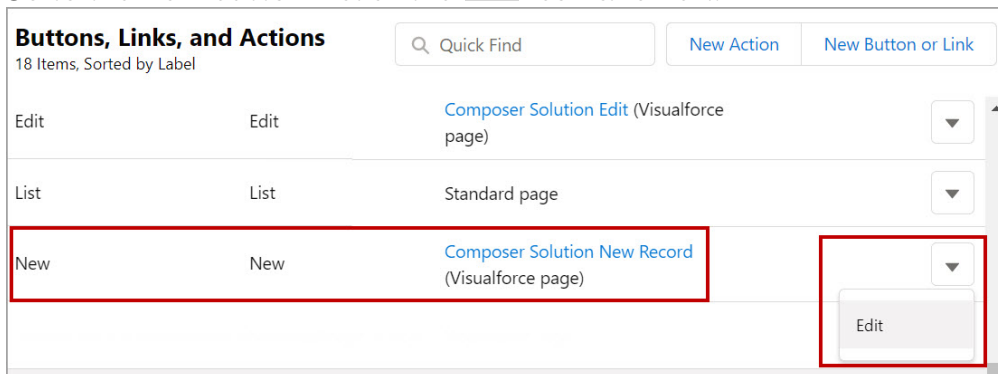 Buttons, Links, and Actions
18 Items, Sorted by Label
Quick Find
New Action
New Button or Link
Edit Edit Composer Solution Edit (Visualforce
page)
List List Standard page
New New Composer Solution New Record
(Visualforce page)
Edit